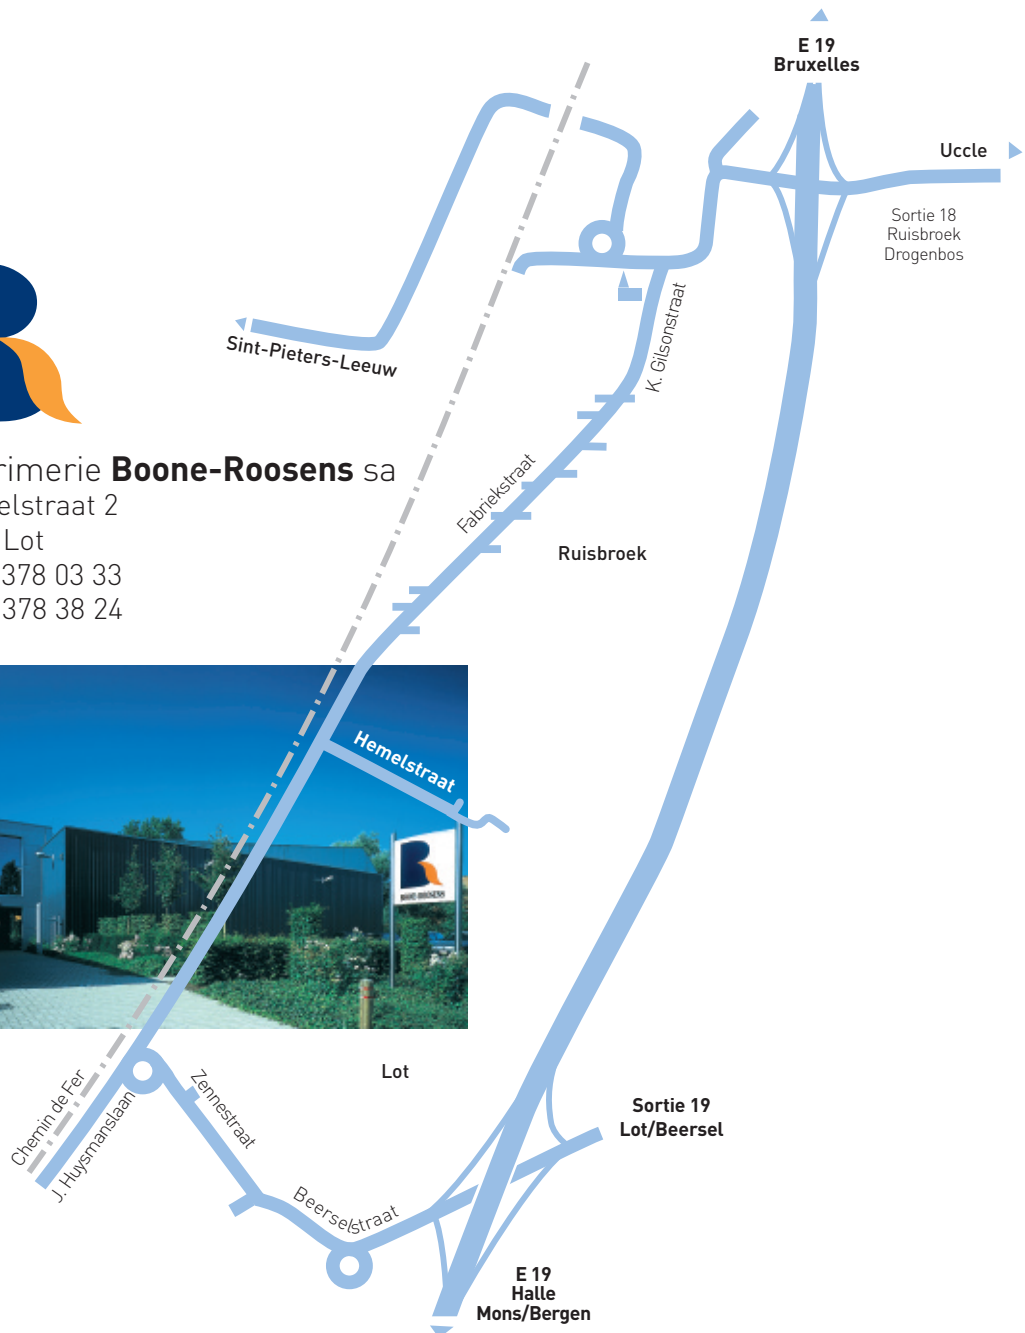 E 19
Bruxelles
Uccle
Sortie 18
Ruisbroek
Drogenbos
Sint-Pieters-Leeuw
K. Gilsonstraat
rimerie Boone-Roosens sa
elstraat 2
Lot
378 03 33
378 38 24
Fabriekstraat
Ruisbroek
Hemelstraat
BOONE-ROOSENS
Chemin de Fer
J. Huysmanslaan
Zennestraat
Lot
Sortie 19
Lot/Beersel
Beerselstraat
E 19
Halle
Mons/Bergen